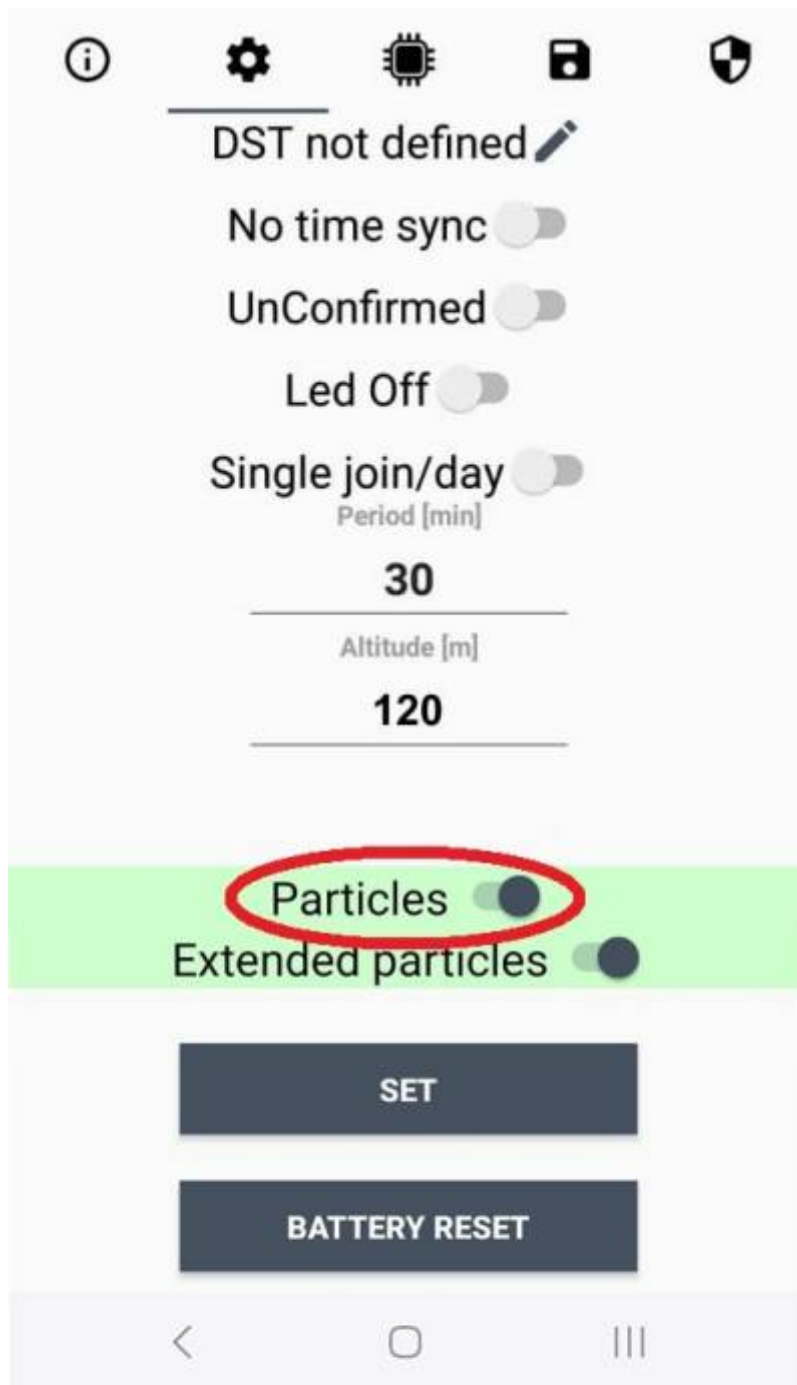 DST not defined
No time sync
UnConfirmed
Led Off
Single join/day
Period [min]
30
Altitude [m]
120
Particles
Extended particles
SET
BATTERY RESET